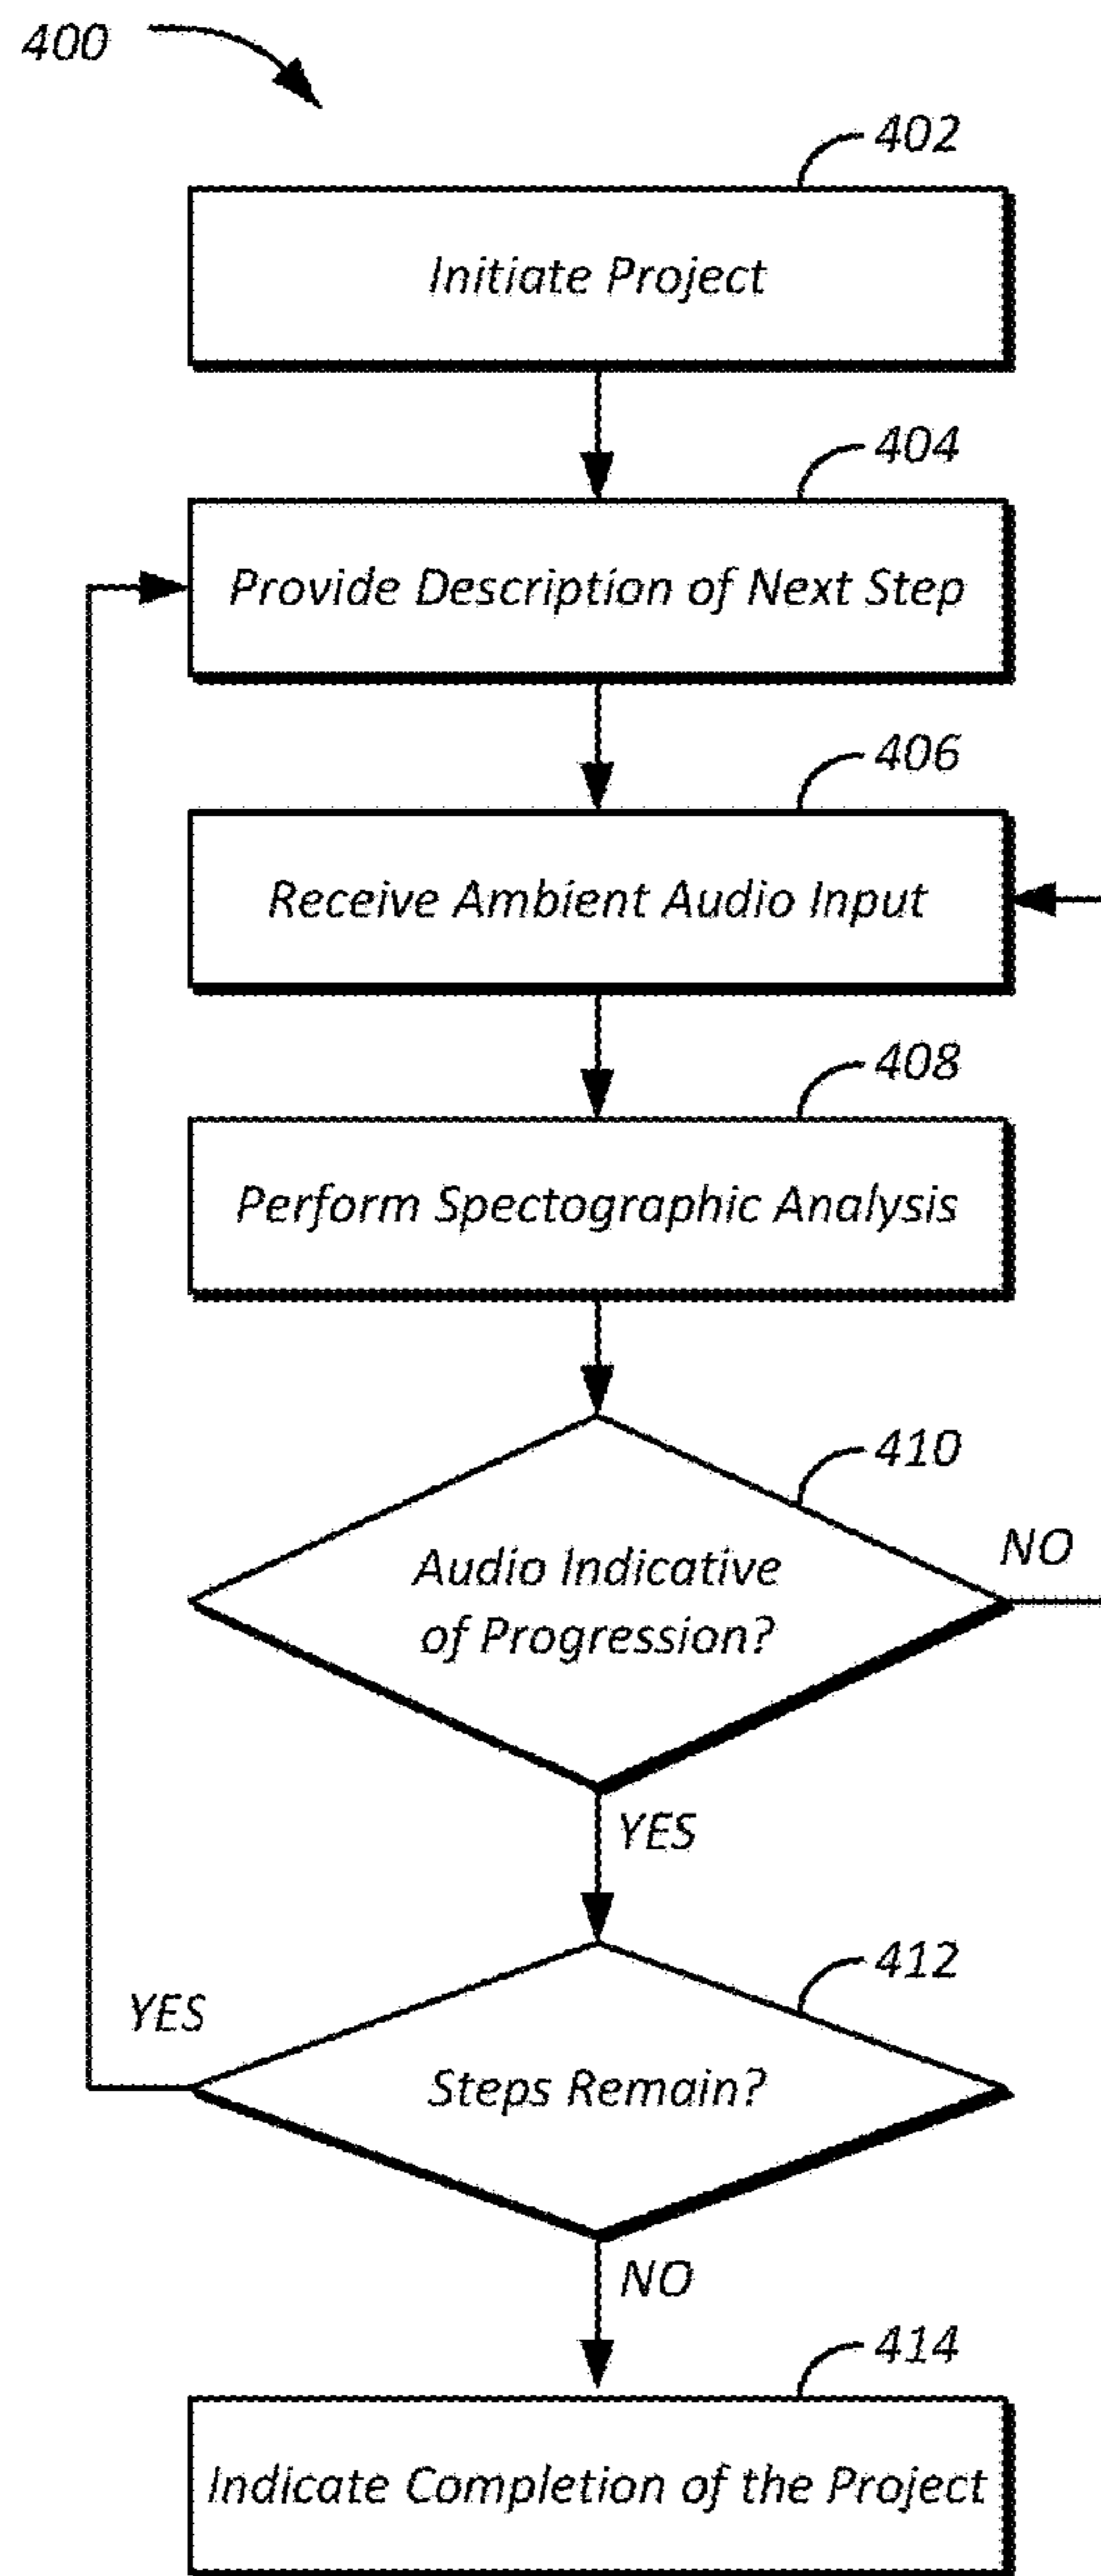 400
402
Initiate Project
404
Provide Description of Next Step
406
Receive Ambient Audio Input
408
Perform Spectographic Analysis
410
Audio Indicative
of Progression?
NO
YES
412
YES
Steps Remain?
NO
414
Indicate Completion of the Project